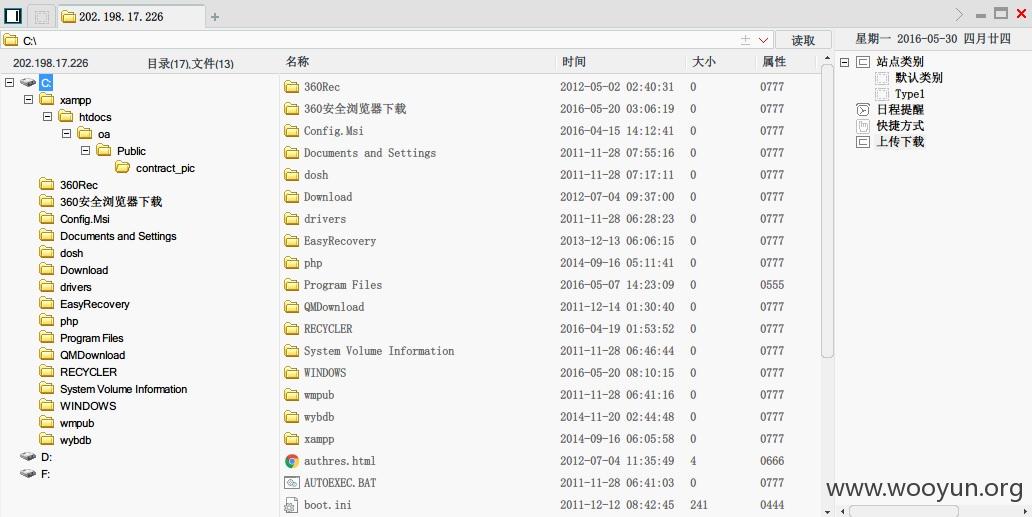 202.198.17.226
C:\
读取
星期一 2016-05-30 四月廿四
202.198.17.226 目录(17),文件(13)
C:
xampp
htdocs
oa
Public
contract_pic
360Rec
360安全浏览器下载
Config.Msi
Documents and Settings
dosh
Download
drivers
EasyRecovery
php
Program Files
QMDownload
RECYCLER
System Volume Information
WINDOWS
wmpub
wybdb
D:
F:
名称 时间 大小 属性
360Rec 2012-05-02 02:40:31 0 0777
360安全浏览器下载 2016-05-20 03:06:19 0 0777
Config.Msi 2016-04-15 14:12:41 0 0777
Documents and Settings 2011-11-28 07:55:16 0 0777
dosh 2011-11-28 07:17:11 0 0777
Download 2012-07-04 09:37:00 0 0777
drivers 2011-11-28 06:28:23 0 0777
EasyRecovery 2013-12-13 06:06:15 0 0777
php 2014-09-16 05:11:41 0 0777
Program Files 2016-05-07 14:23:09 0 0555
QMDownload 2011-12-14 01:30:40 0 0777
RECYCLER 2016-04-19 01:53:52 0 0777
System Volume Information 2011-11-28 06:46:44 0 0777
WINDOWS 2016-05-20 08:10:15 0 0777
wmpub 2011-11-28 06:41:16 0 0777
wybdb 2014-11-20 02:44:48 0 0777
xampp 2014-09-16 06:05:58 0 0777
authres.html 2012-07-04 11:35:49 4 0666
AUTOEXEC.BAT 2011-11-28 06:41:03 0 0777
boot.ini 2011-12-12 08:42:45 241 0444
站点类别
默认类别
Type1
日程提醒
快捷方式
上传下载
www.wooyun.org